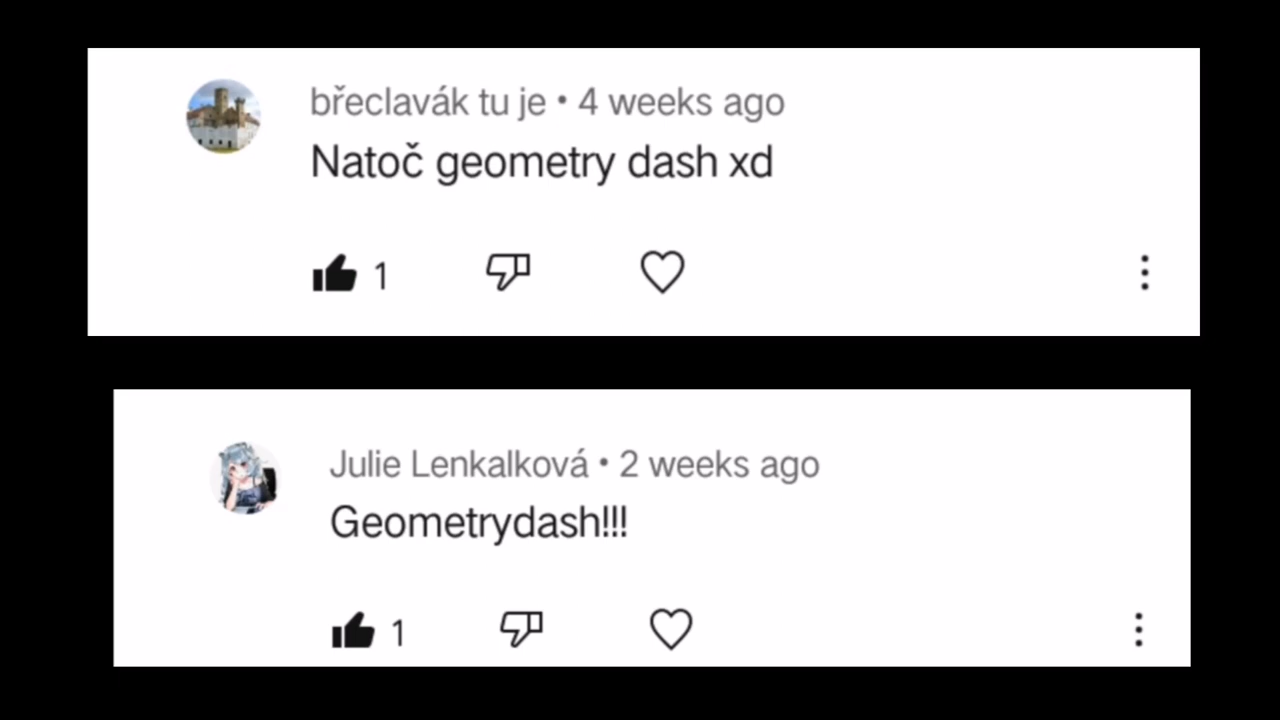 břeclavák tu je • 4 weeks ago
Natoč geometry dash xd
1
Julie Lenkalková • 2 weeks ago
Geometrydash!!!
1